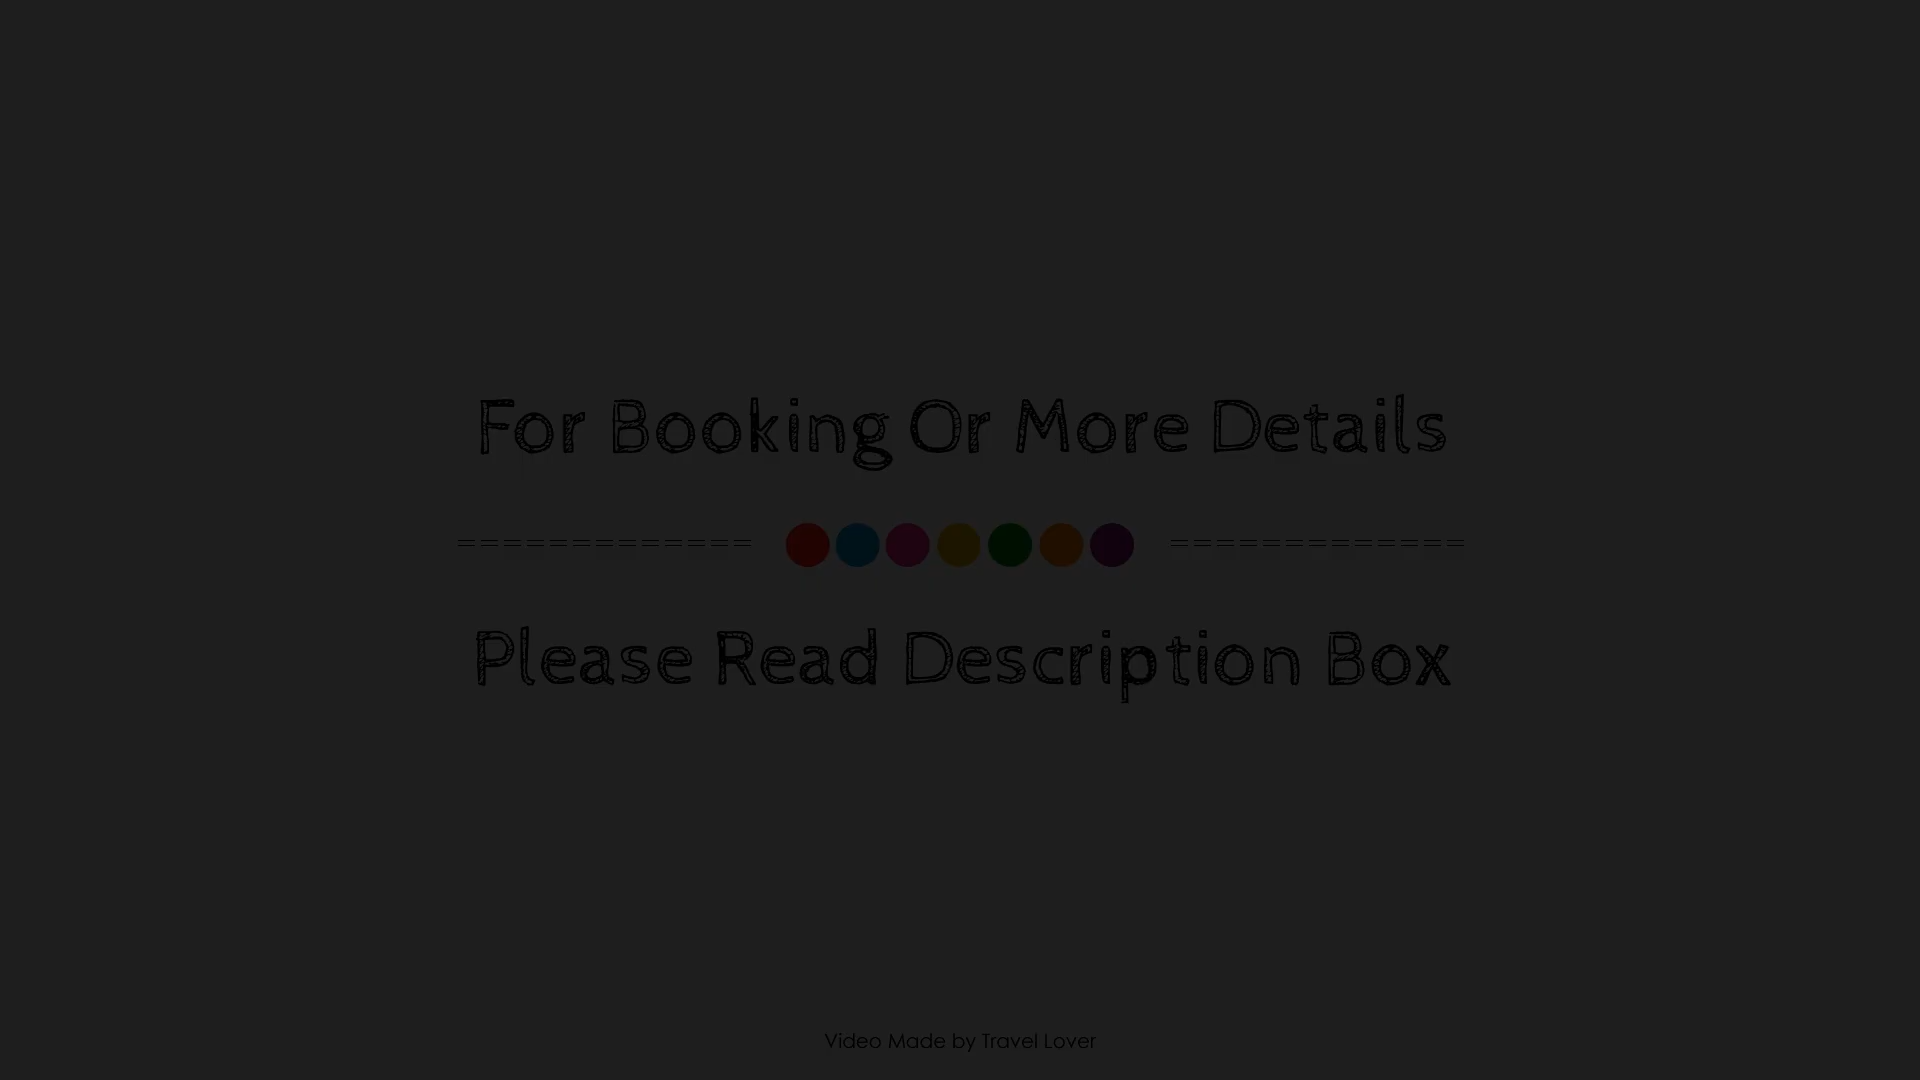 For Booking Or More Details
============= =============
Please Read Description Box
Video Made by Travel Lover